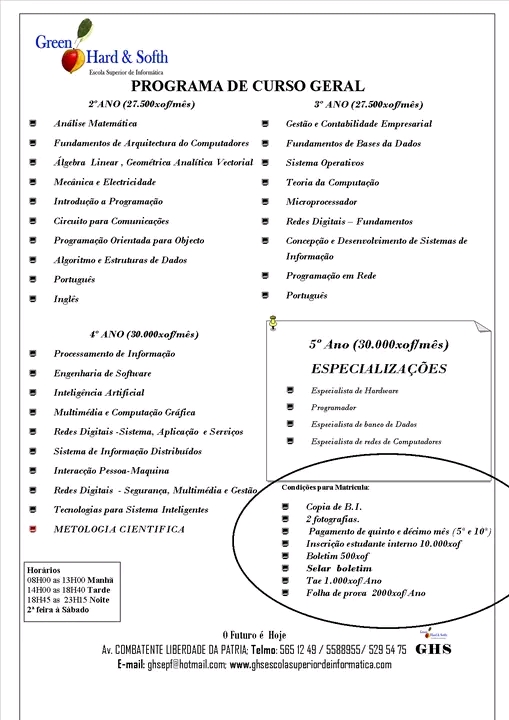 Green
Hard & Softh
Escola Superior de Informática
PROGRAMA DE CURSO GERAL
2ºANO (27.500xof/mês)
Análise Matemática
Fundamentos de Arquitectura do Computadores
Álgebra Linear , Geométrica Analítica Vectorial
Mecánica e Electricidade
Introdução a Programação
Circuito para Comunicações
Programação Orientada para Objecto
Algoritmo e Estruturas de Dados
Português
Inglês
3º ANO (27.500xof/mês)
Gestão e Contabilidade Empresarial
Fundamentos de Bases da Dados
Sistema Operativos
Teoria da Computação
Microprocessador
Redes Digitais – Fundamentos
Concepção e Desenvolvimento de Sistemas de
Informação
Programação em Rede
Português
4º ANO (30.000xof/mês)
Processamento de Informação
Engenharia de Software
Inteligência Artificial
Multimédia e Computação Gráfica
Redes Digitais -Sistema, Aplicação e Serviços
Sistema de Informação Distribuídos
Interacção Pessoa-Maquina
Redes Digitais - Segurança, Multimédia e Gestão
Tecnologias para Sistema Inteligentes
METOLOGIA CIENTIFICA
5º Ano (30.000xof/mês)
ESPECIALIZAÇÕES
Especialista de Hardware
Programador
Especialista de banco de Dados
Especialista de redes de Computadores
Condições para Matricula:
Copia de B.I.
2 fotografias.
Pagamento de quinto e décimo mês (5º e 10º)
Inscrição estudante interno 10.000xof
Boletim 500xof
Selar boletim
Tae 1.000xof/Ano
Folha de prova 2000xof/Ano
Horários
08H00 as 13H00 Manhã
14H00 as 18H40 Tarde
18H45 as 23H15 Noite
2ª feira á Sábado
O Futuro é Hoje
Av. COMBATENTE LIBERDADE DA PATRIA; Telmo: 565 12 49 / 5588955/ 529 54 75
E-mail: ghsepf@hotmail.com; www.ghsescolasuperiordeinformatica.com
Green
Hard & Softh
GHS